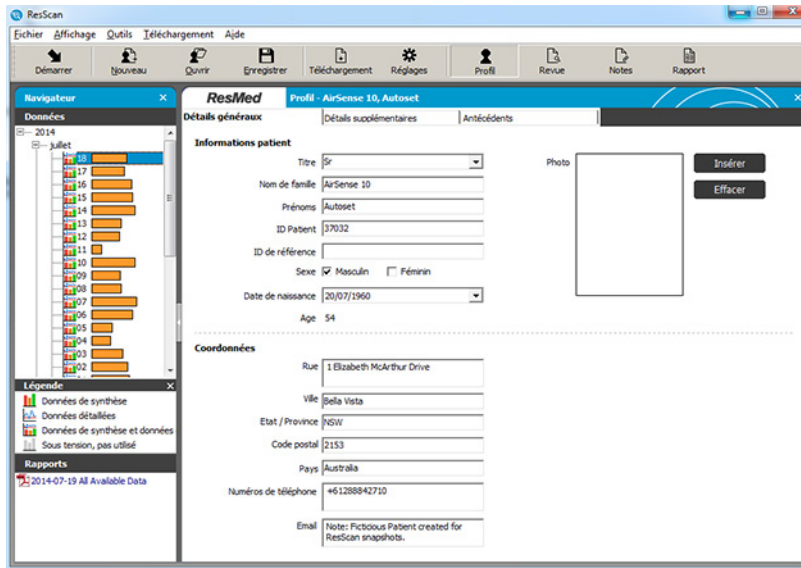 ResScan
Fichier Affichage Outils Téléchargement Ajde
Démarrer Nouveau Ouvrir Enregistrer Téléchargement Réglages Profil Revue Notes Rapport
Navigateur
Données
2014
juillet
18
17
16
15
14
13
12
11
10
09
08
07
06
05
04
03
02
Légende
Données de synthèse
Données détaillées
Données de synthèse et données
Sous tension, pas utilisé
Rapports
2014-07-19 All Available Data
ResMed Profil - AirSense 10, Autoset
Détails généraux Détails supplémentaires Antécédents
Informations patient
Titre Sr
Nom de famille AirSense 10
Prénoms Autoset
ID Patient 37032
ID de référence
Sexe Masculin Féminin
Date de naissance 20/07/1960
Age 54
Photo
Insérer
Effacer
Coordonnées
Rue 1 Elizabeth McArthur Drive
Ville Bella Vista
Etat / Province NSW
Code postal 2153
Pays Australia
Numéros de téléphone +61288842710
Email Note: Ficticious Patient created for
ResScan snapshots.